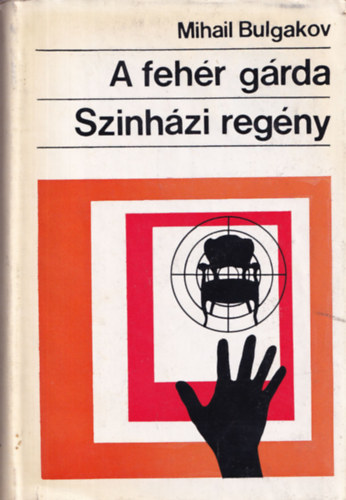 Mihail Bulgakov
A fehér gárda
Szinházi regény